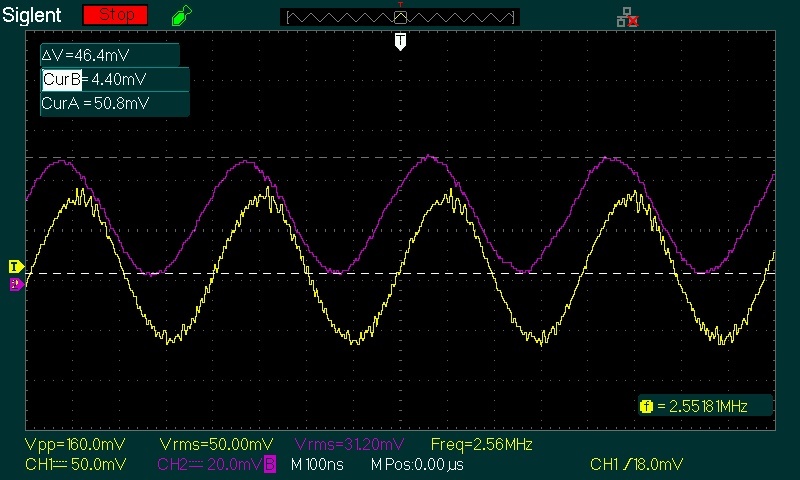 Siglent Stop T
T
ΔV=46.4mV
CurB=4.40mV
CurA=50.8mV
f = 2.55181MHz
Vpp=160.0mV Vrms=50.00mV Vrms=31.20mV Freq=2.56MHz
CH1 50.0mV CH2 20.0mV B M 100ns M Pos:0.00 µs CH1 18.0mV